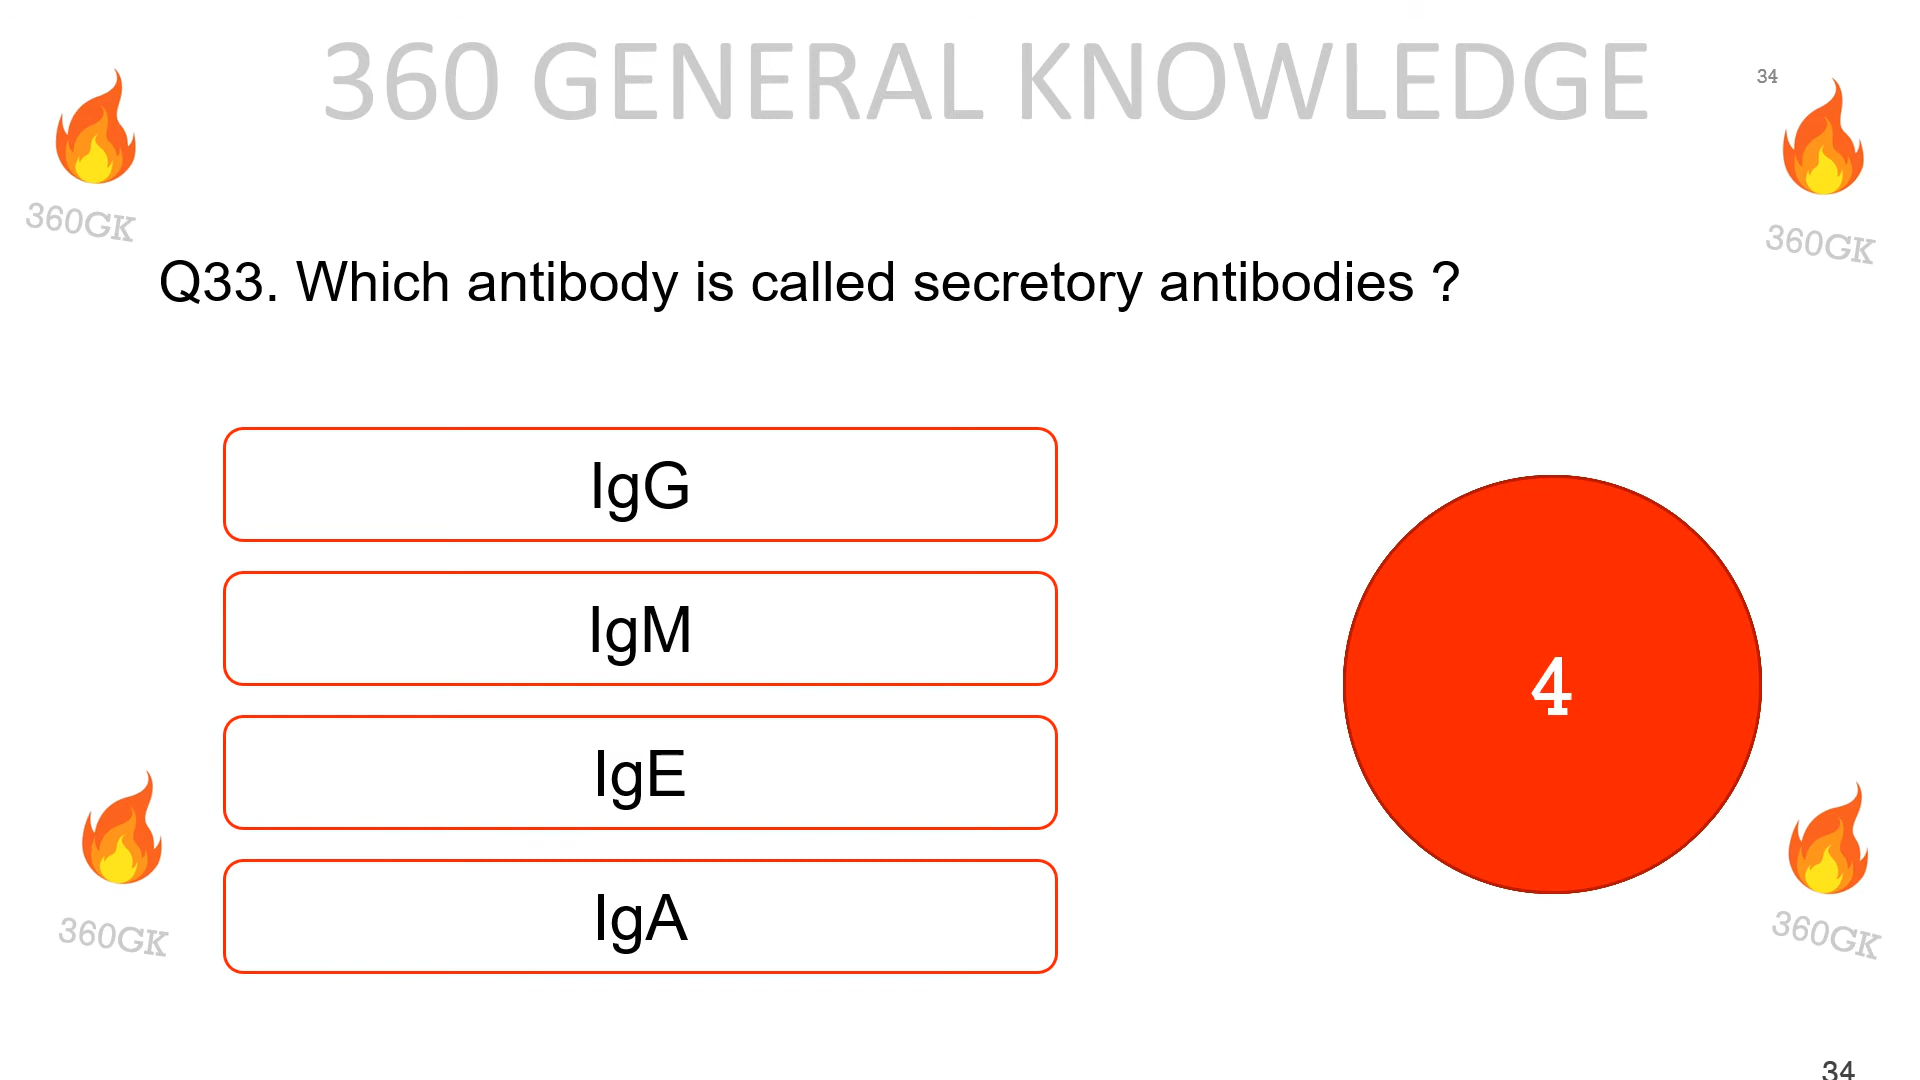 360 GENERAL KNOWLEDGE
34
360GK
360GK
Q33. Which antibody is called secretory antibodies ?
IgG
IgM
4
IgE
IgA
360GK
360GK
34